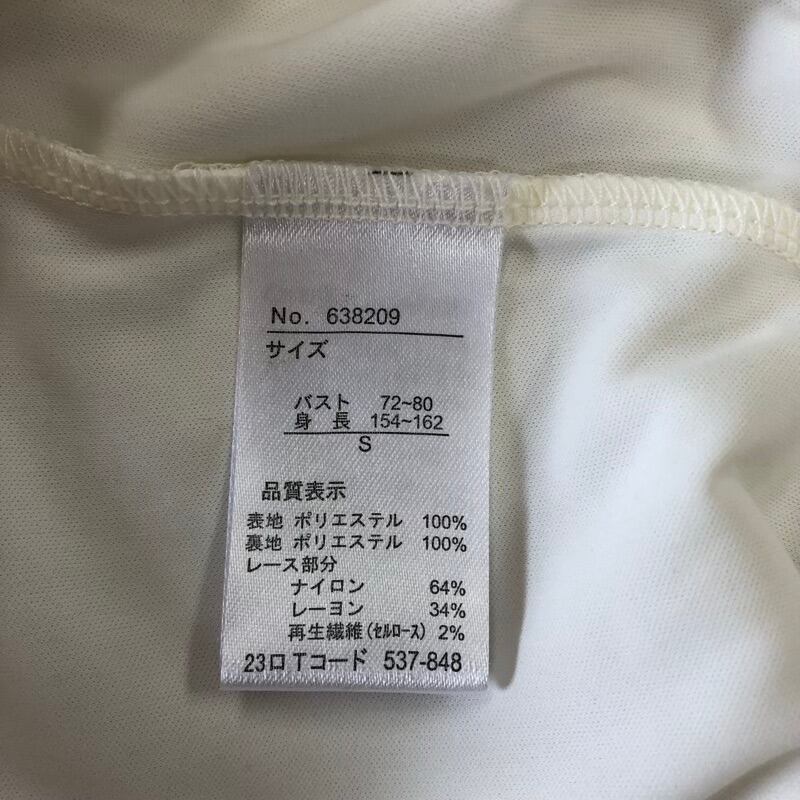 No. 638209
サイズ
バスト 72~80
身長 154~162
S
品質表示
表地 ポリエステル 100%
裏地 ポリエステル 100%
レース部分
ナイロン 64%
レーヨン 34%
再生繊維(セルロース) 2%
23ロTコード 537-848